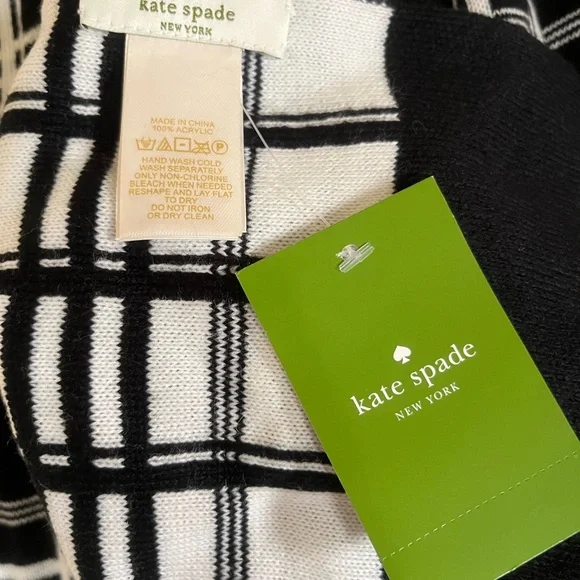 kate spade
NEW YORK
MADE IN CHINA
100% ACRYLIC
HAND WASH COLD
WASH SEPARATELY
ONLY NON-CHLORINE
BLEACH WHEN NEEDED
RESHAPE AND LAY FLAT
TO DRY
DO NOT IRON
OR DRY CLEAN
kate spade
NEW YORK